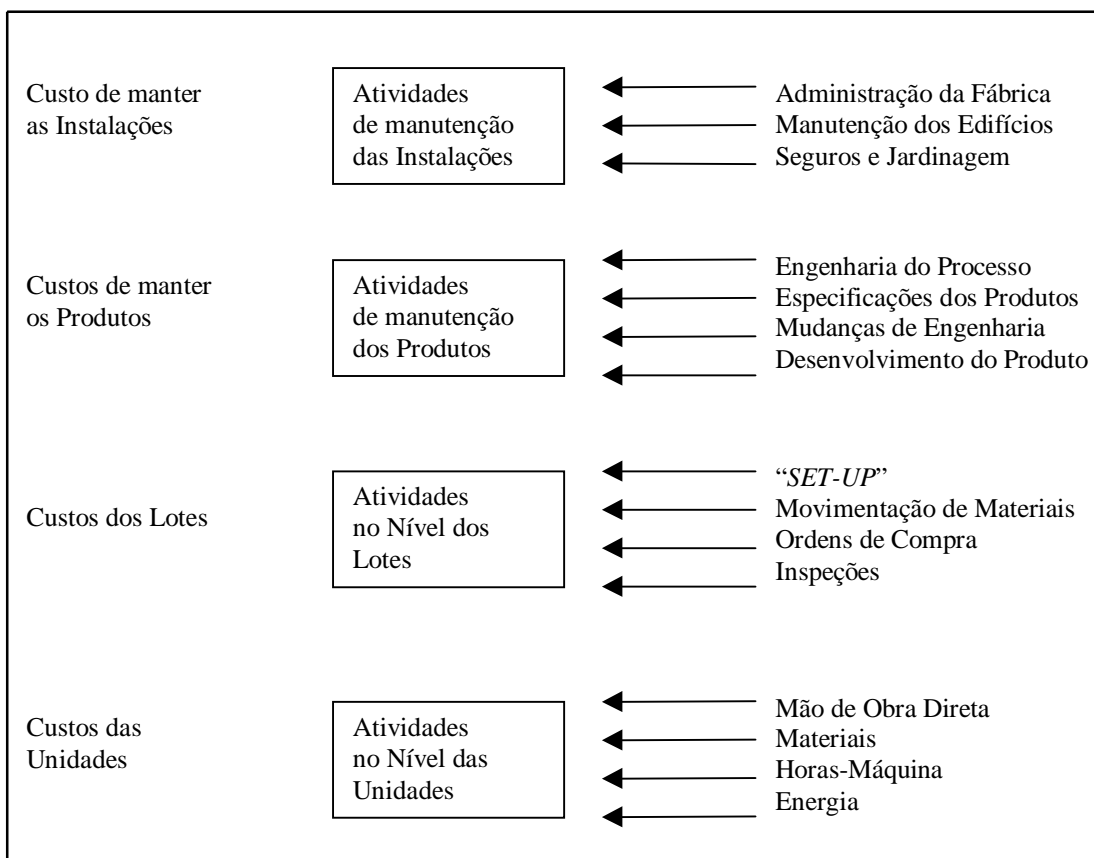 Custo de manter
as Instalações
Atividades
de manutenção
das Instalações
Administração da Fábrica
Manutenção dos Edifícios
Seguros e Jardinagem
Custos de manter
os Produtos
Atividades
de manutenção
dos Produtos
Engenharia do Processo
Especificações dos Produtos
Mudanças de Engenharia
Desenvolvimento do Produto
Custos dos Lotes
Atividades
no Nível dos
Lotes
“SET-UP”
Movimentação de Materiais
Ordens de Compra
Inspeções
Custos das
Unidades
Atividades
no Nível das
Unidades
Mão de Obra Direta
Materiais
Horas-Máquina
Energia